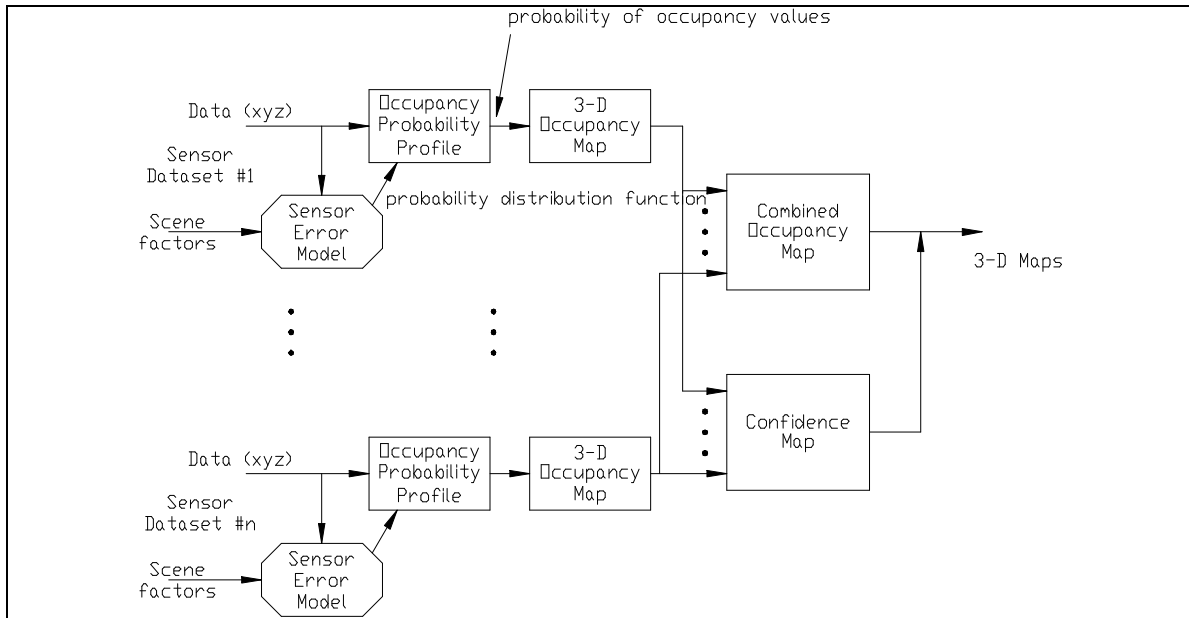 probability of occupancy values
Data (xyz)
Occupancy
Probability
Profile
3-D
Occupancy
Map
Sensor
Dataset #1
probability distribution function
Scene
factors
Sensor
Error
Model
Combined
Occupancy
Map
3-D Maps
Confidence
Map
Data (xyz)
Occupancy
Probability
Profile
3-D
Occupancy
Map
Sensor
Dataset #n
Scene
factors
Sensor
Error
Model